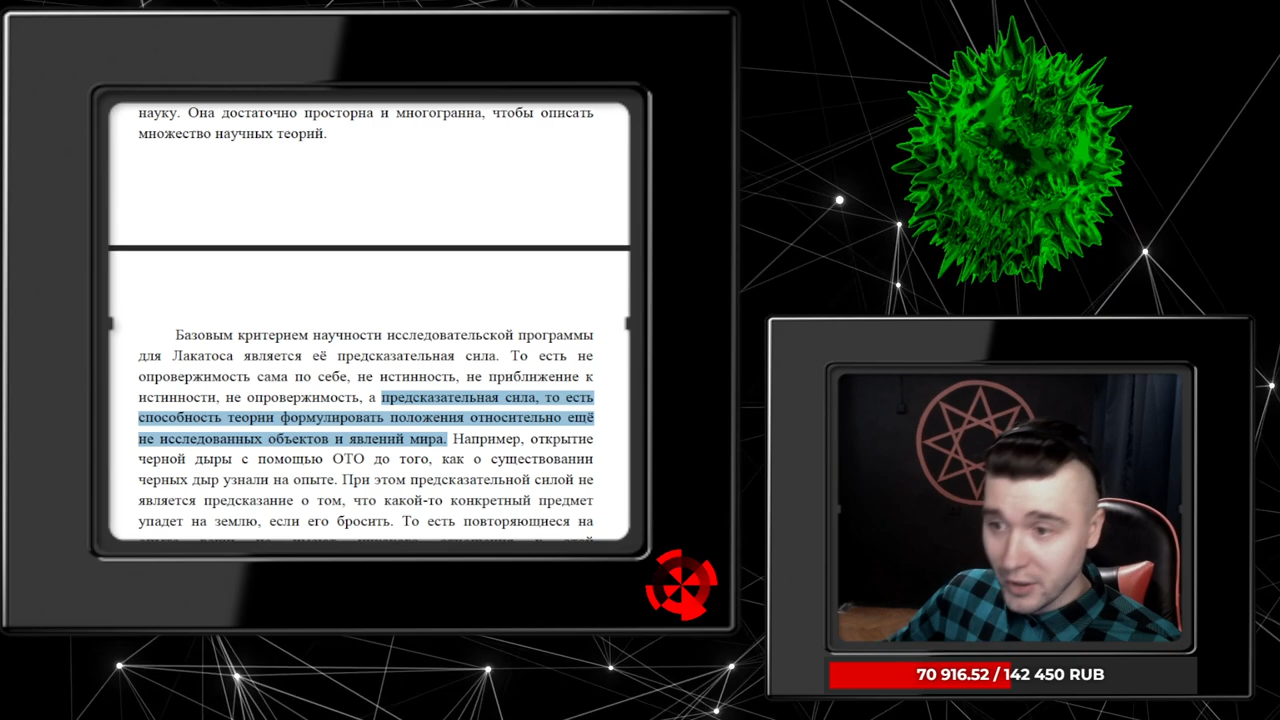 науку. Она достаточно просторна и многогранна, чтобы описать
множество научных теорий.
Базовым критерием научности исследовательской программы
для Лакатоса является её предсказательная сила. То есть не
опровержимость сама по себе, не истинность, не приближение к
истинности, не опровержимость, а предсказательная сила, то есть
способность теории формулировать положения относительно ещё
не исследованных объектов и явлений мира. Например, открытие
черной дыры с помощью ОТО до того, как о существовании
черных дыр узнали на опыте. При этом предсказательной силой не
является предсказание о том, что какой-то конкретный предмет
упадет на землю, если его бросить. То есть повторяющиеся на
70 916.52 / 142 450 RUB